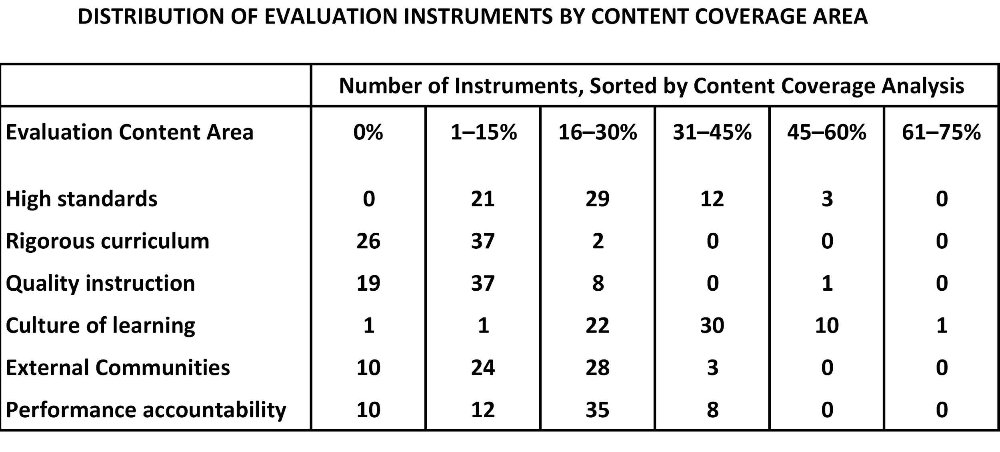 DISTRIBUTION OF EVALUATION INSTRUMENTS BY CONTENT COVERAGE AREA
Number of Instruments, Sorted by Content Coverage Analysis
Evaluation Content Area 0% 1–15% 16–30% 31–45% 45–60% 61–75%
High standards 0 21 29 12 3 0
Rigorous curriculum 26 37 2 0 0 0
Quality instruction 19 37 8 0 1 0
Culture of learning 1 1 22 30 10 1
External Communities 10 24 28 3 0 0
Performance accountability 10 12 35 8 0 0